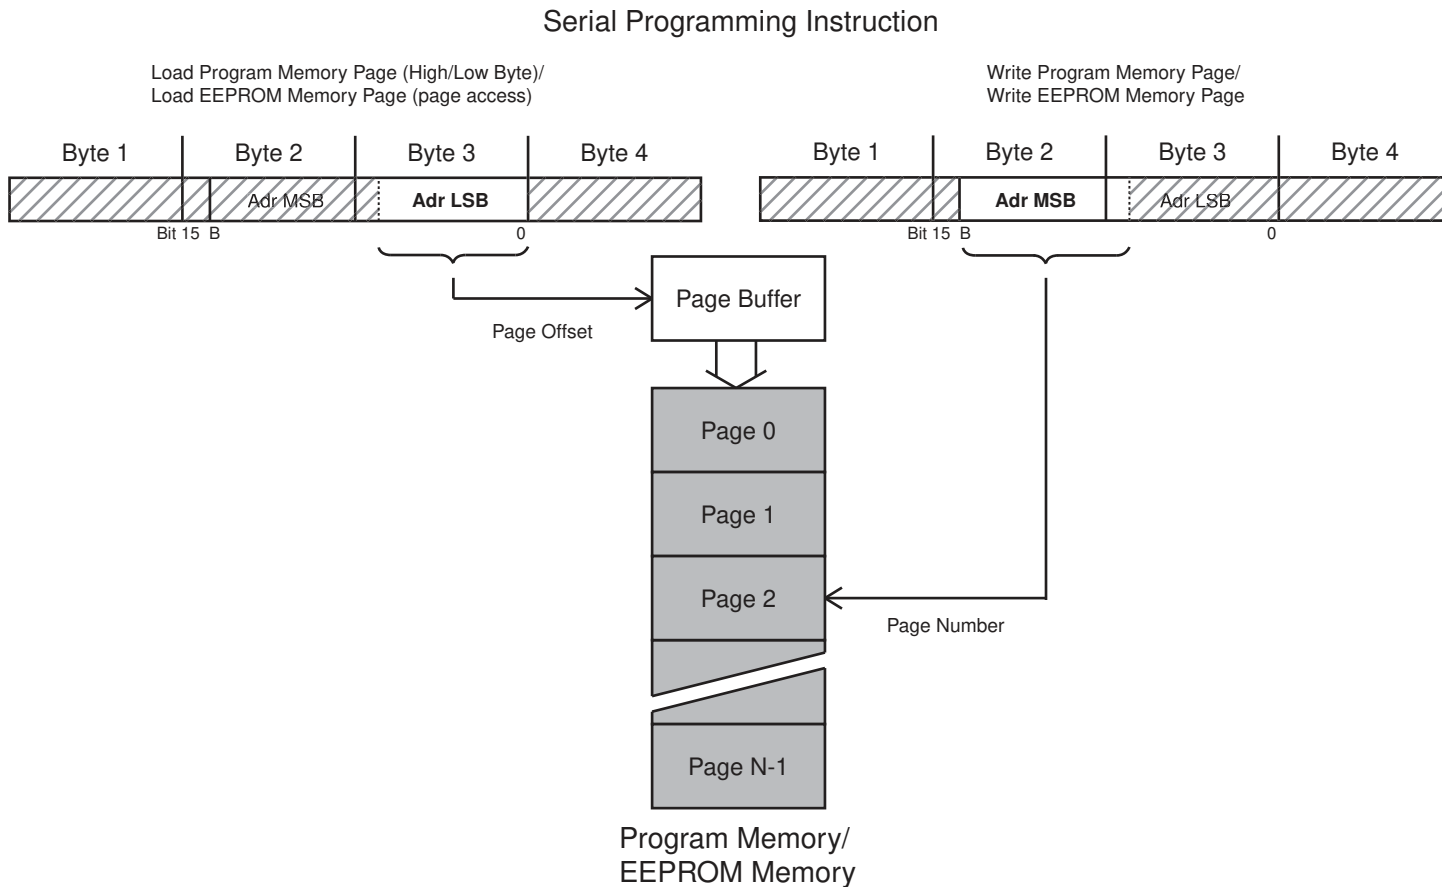 Serial Programming Instruction
Load Program Memory Page (High/Low Byte)/
Load EEPROM Memory Page (page access)
Byte 1 Byte 2 Byte 3 Byte 4
Adr MSB Adr LSB
Bit 15 B 0
Write Program Memory Page/
Write EEPROM Memory Page
Byte 1 Byte 2 Byte 3 Byte 4
Adr MSB Adr LSB
Bit 15 B 0
Page Buffer
Page Offset
Page 0
Page 1
Page 2
Page Number
Page N-1
Program Memory/
EEPROM Memory